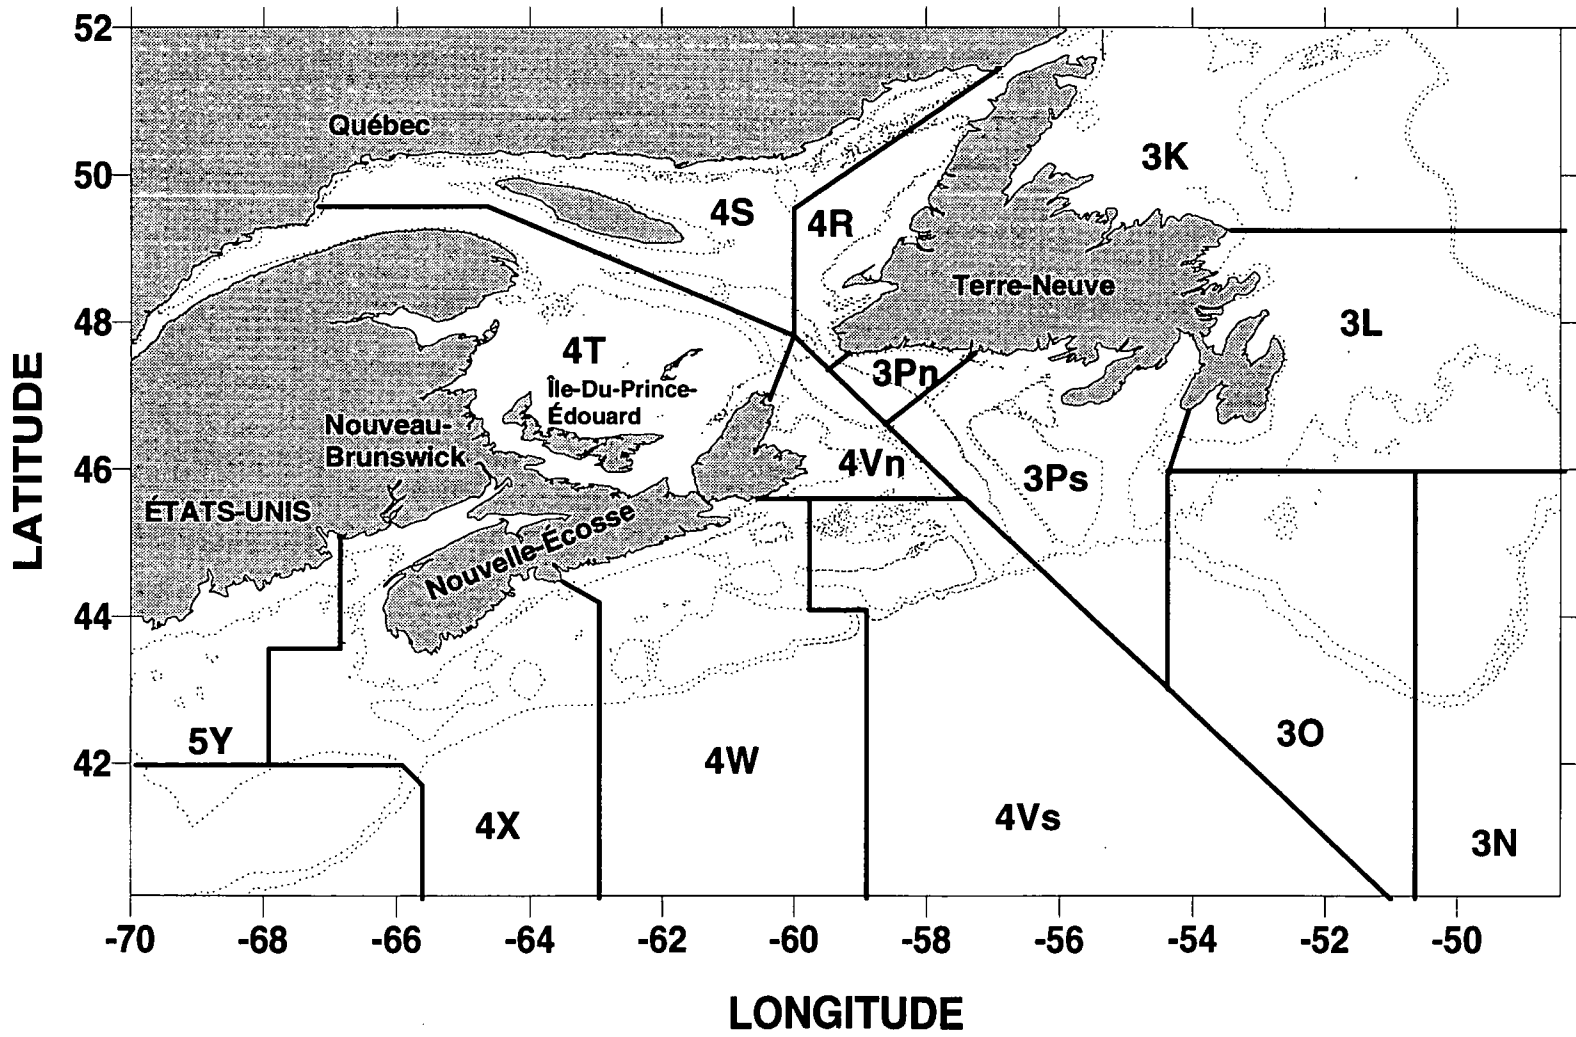 52
Québec
3K
50
4S
4R
Terre-Neuve
48
3L
4T
3Pn
Île-Du-Prince-
Édouard
Nouveau-
Brunswick
46
4Vn
3Ps
ÉTATS-UNIS
Nouvelle-Écosse
44
5Y
3O
42
4W
4X
4Vs
3N
LATITUDE
-70 -68 -66 -64 -62 -60 -58 -56 -54 -52 -50
LONGITUDE